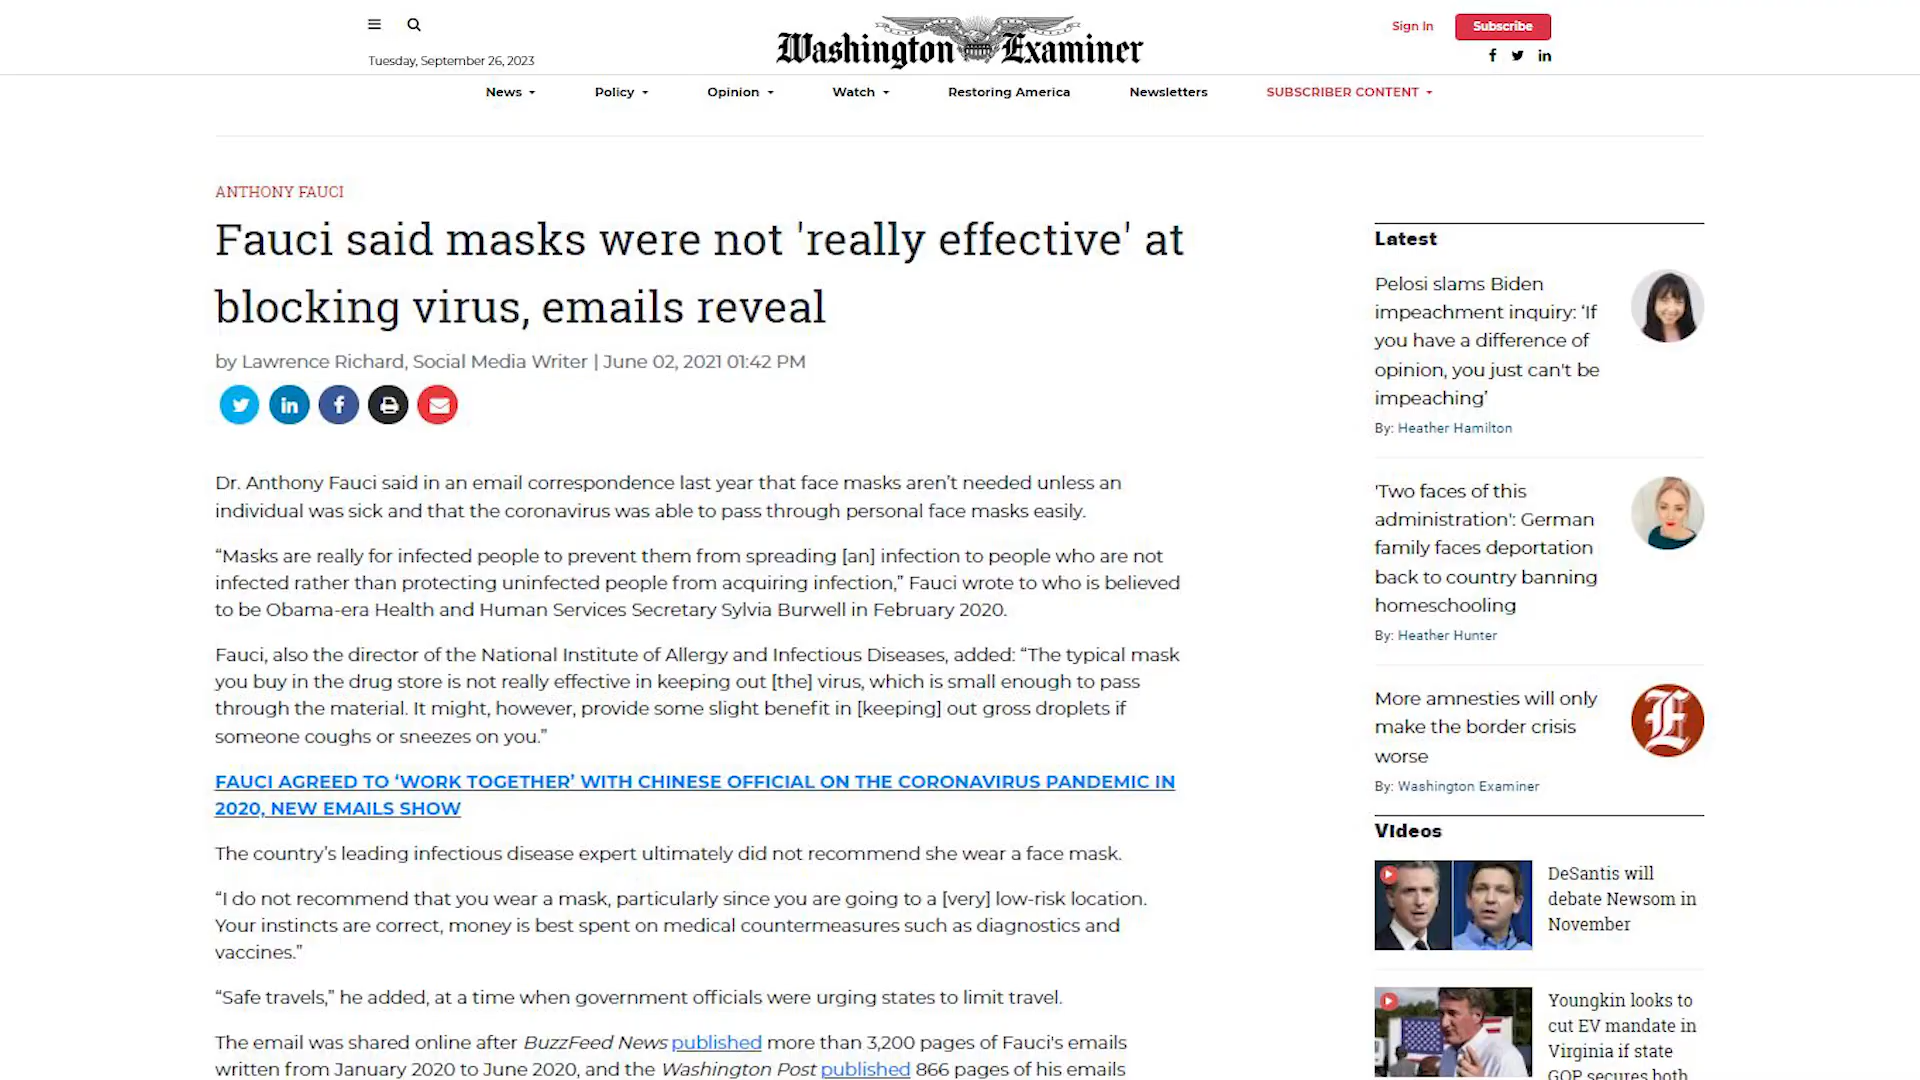 Tuesday, September 26, 2023
Washington Examiner
Sign In
Subscribe
News
Policy
Opinion
Watch
Restoring America
Newsletters
SUBSCRIBER CONTENT
ANTHONY FAUCI
Fauci said masks were not 'really effective' at
blocking virus, emails reveal
by Lawrence Richard, Social Media Writer | June 02, 2021 01:42 PM
Dr. Anthony Fauci said in an email correspondence last year that face masks aren’t needed unless an
individual was sick and that the coronavirus was able to pass through personal face masks easily.
“Masks are really for infected people to prevent them from spreading [an] infection to people who are not
infected rather than protecting uninfected people from acquiring infection,” Fauci wrote to who is believed
to be Obama-era Health and Human Services Secretary Sylvia Burwell in February 2020.
Fauci, also the director of the National Institute of Allergy and Infectious Diseases, added: “The typical mask
you buy in the drug store is not really effective in keeping out [the] virus, which is small enough to pass
through the material. It might, however, provide some slight benefit in [keeping] out gross droplets if
someone coughs or sneezes on you.”
FAUCI AGREED TO ‘WORK TOGETHER’ WITH CHINESE OFFICIAL ON THE CORONAVIRUS PANDEMIC IN
2020, NEW EMAILS SHOW
The country’s leading infectious disease expert ultimately did not recommend she wear a face mask.
“I do not recommend that you wear a mask, particularly since you are going to a [very] low-risk location.
Your instincts are correct, money is best spent on medical countermeasures such as diagnostics and
vaccines.”
“Safe travels,” he added, at a time when government officials were urging states to limit travel.
The email was shared online after BuzzFeed News published more than 3,200 pages of Fauci's emails
written from January 2020 to June 2020, and the Washington Post published 866 pages of his emails
Latest
Pelosi slams Biden
impeachment inquiry: ‘If
you have a difference of
opinion, you just can't be
impeaching’
By: Heather Hamilton
'Two faces of this
administration': German
family faces deportation
back to country banning
homeschooling
By: Heather Hunter
More amnesties will only
make the border crisis
worse
By: Washington Examiner
Videos
DeSantis will
debate Newsom in
November
Youngkin looks to
cut EV mandate in
Virginia if state
GOP secures both